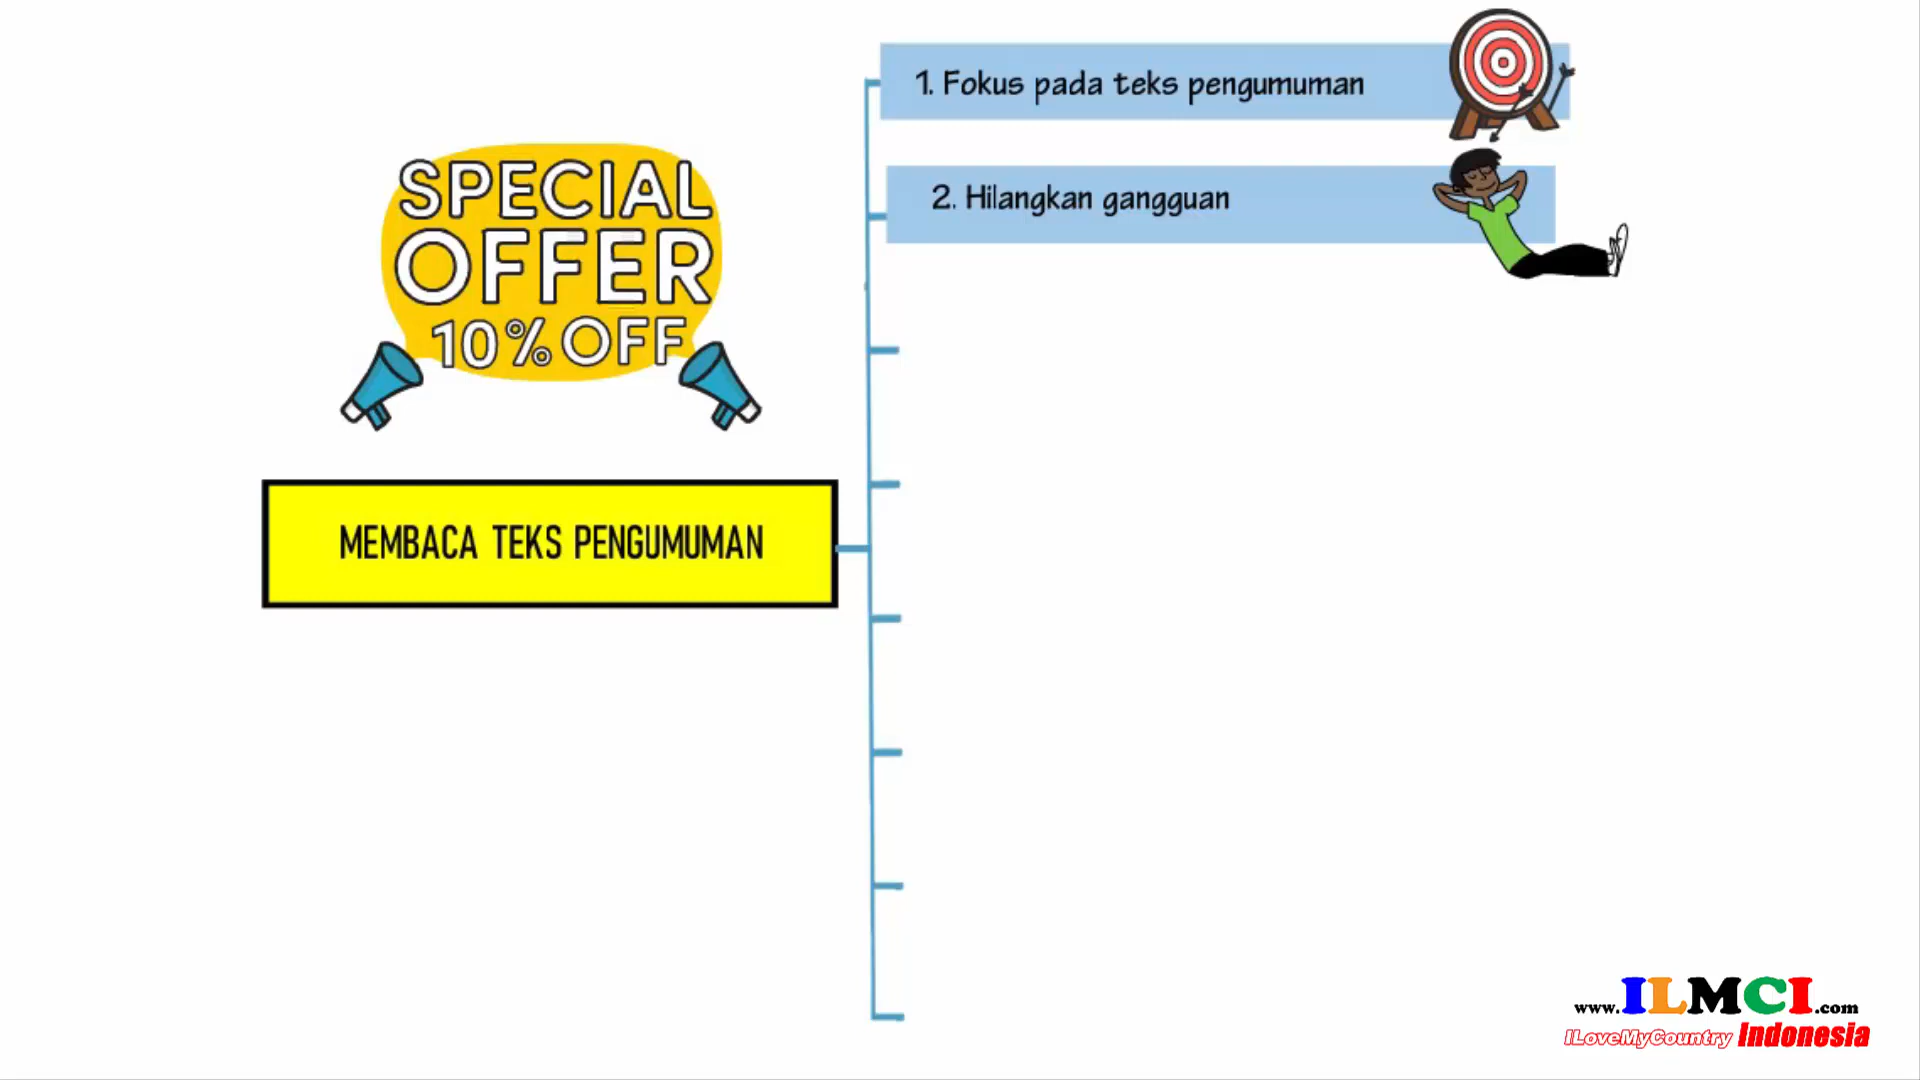 SPECIAL
OFFER
10% OFF
MEMBACA TEKS PENGUMUMAN
1. Fokus pada teks pengumuman
2. Hilangkan gangguan
www.ILMCI.com
ILoveMyCountry Indonesia